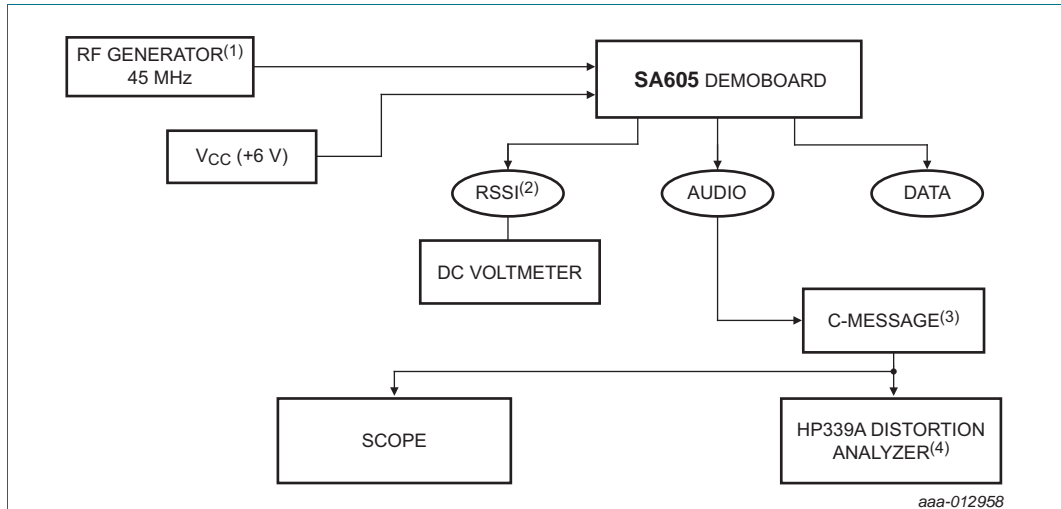 RF GENERATOR(1)
45 MHz
SA605 DEMOBOARD
VCC (+6 V)
RSSI(2)
AUDIO
DATA
DC VOLTMETER
C-MESSAGE(3)
SCOPE
HP339A DISTORTION
ANALYZER(4)
aaa-012958